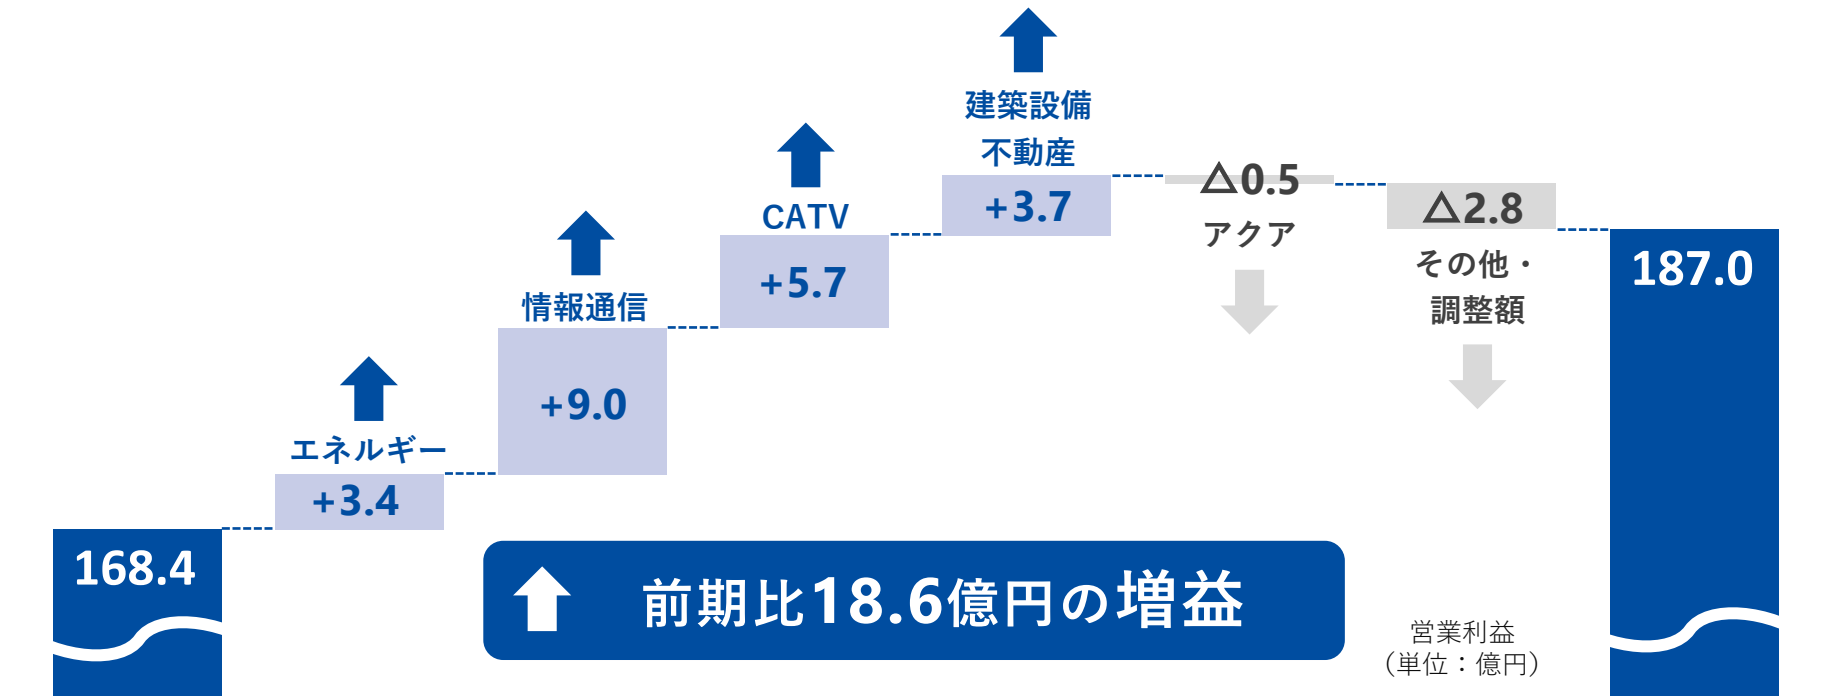 168.4
エネルギー
+3.4
情報通信
+9.0
CATV
+5.7
建築設備
不動産
+3.7
△0.5
アクア
△2.8
その他・
調整額
187.0
前期比18.6億円の増益
営業利益
（単位：億円）